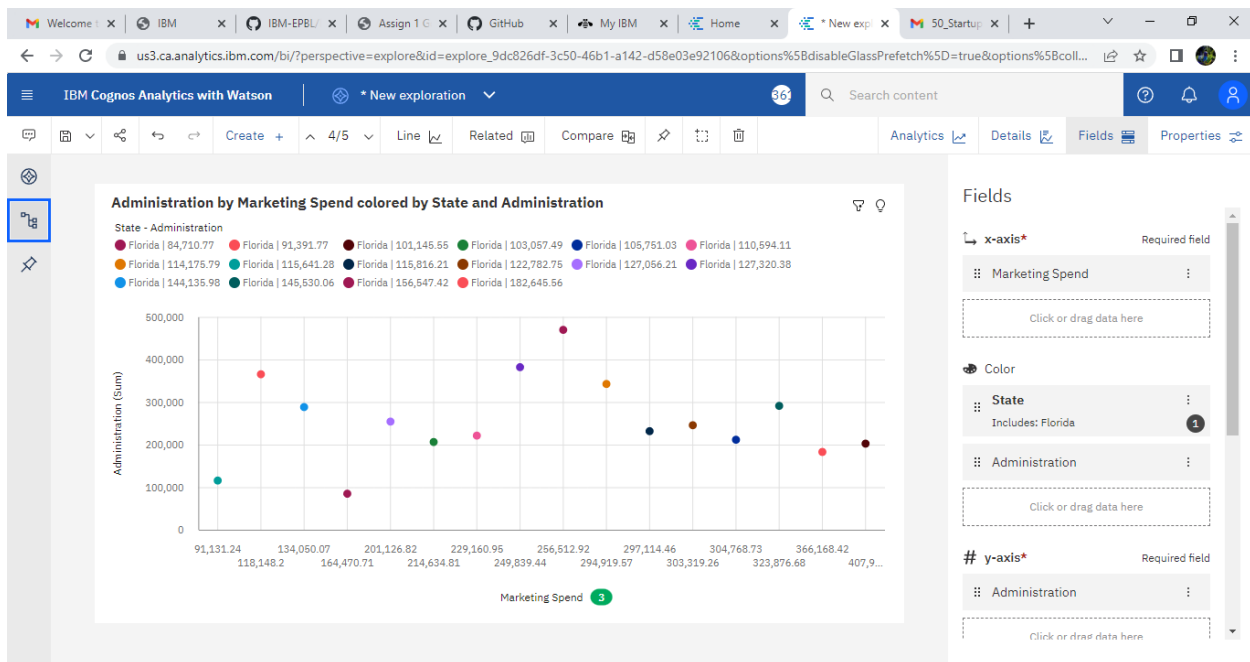 Welcome t
IBM
IBM-EPBL/
Assign 1 G
GitHub
My IBM
Home
* New expl
50_Startup
us3.ca.analytics.ibm.com/bi/?perspective=explore&id=explore_9dc826df-3c50-46b1-a142-d58e03e92106&options%5BdisableGlassPrefetch%5D=true&options%5Bcoll...
IBM Cognos Analytics with Watson
* New exploration
Search content
Create +
4/5
Line
Related
Compare
Analytics
Details
Fields
Properties
Administration by Marketing Spend colored by State and Administration
State - Administration
Florida | 84,710.77 Florida | 91,391.77 Florida | 101,145.55 Florida | 103,057.49 Florida | 105,751.03 Florida | 110,594.11
Florida | 114,175.79 Florida | 115,641.28 Florida | 115,816.21 Florida | 122,782.75 Florida | 127,056.21 Florida | 127,320.38
Florida | 144,135.98 Florida | 145,530.06 Florida | 156,547.42 Florida | 182,645.56
Administration (Sum)
500,000
400,000
300,000
200,000
100,000
0
91,131.24 134,050.07 201,126.82 229,160.95 256,512.92 297,114.46 304,768.73 366,168.42
118,148.2 164,470.71 214,634.81 249,839.44 294,919.57 303,319.26 323,876.68 407,9...
Marketing Spend 3
Fields
x-axis* Required field
Marketing Spend
Click or drag data here
Color
State
Includes: Florida 1
Administration
Click or drag data here
# y-axis* Required field
Administration
Click or drag data here